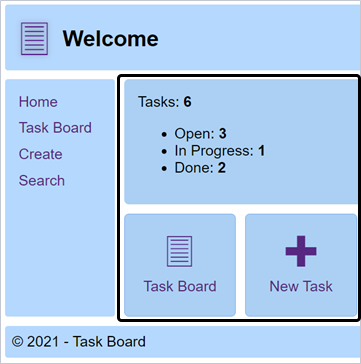 Welcome
Home
Task Board
Create
Search
Tasks: 6
Open: 3
In Progress: 1
Done: 2
Task Board
New Task
© 2021 - Task Board